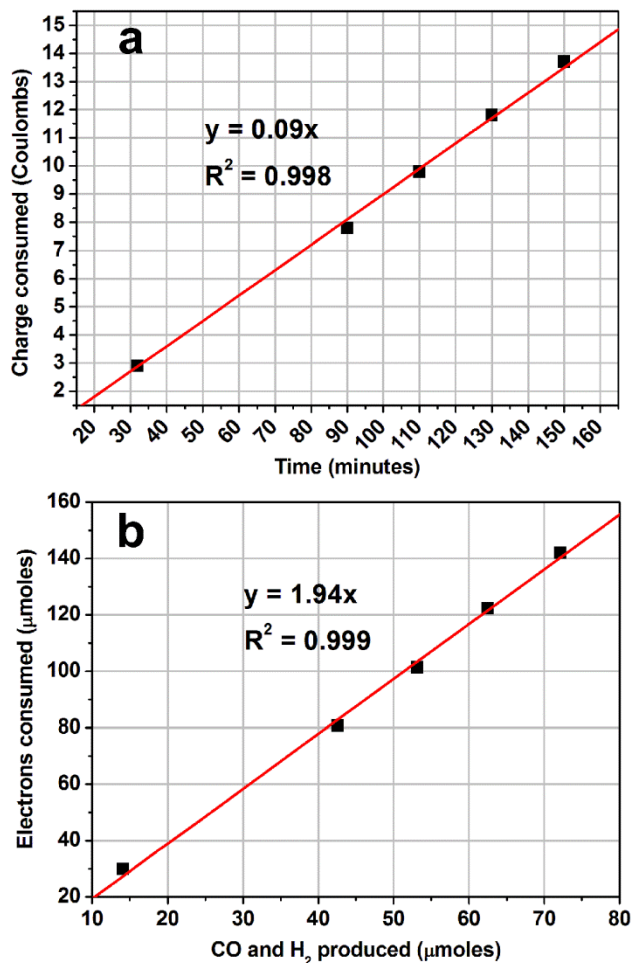 a
15
14
13
12
11
10
9
8
7
6
5
4
3
2
y = 0.09x
R² = 0.998
Charge consumed (Coulombs)
20 30 40 50 60 70 80 90 100 110 120 130 140 150 160
Time (minutes)
b
160
140
120
100
80
60
40
20
y = 1.94x
R² = 0.999
Electrons consumed (μmoles)
10 20 30 40 50 60 70 80
CO and H₂ produced (μmoles)